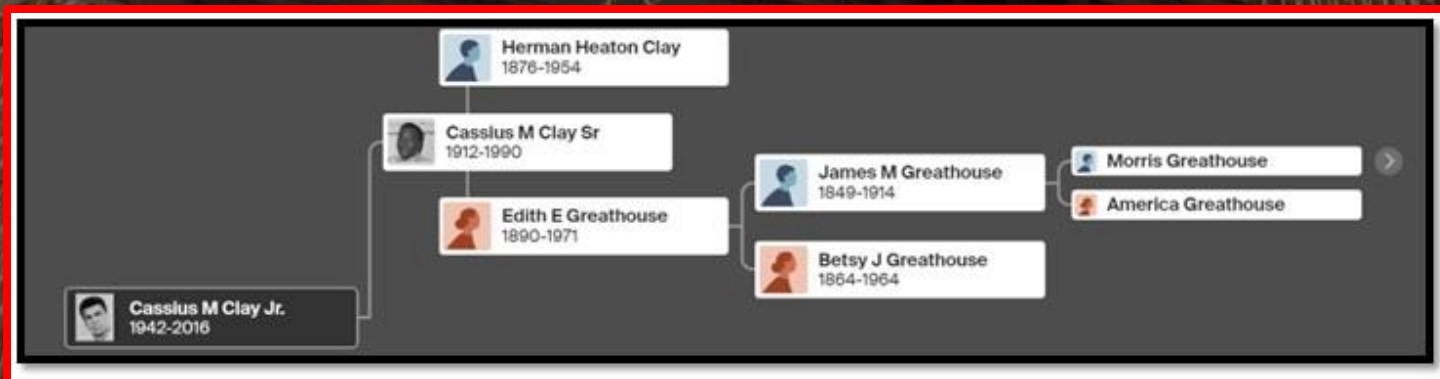 Herman Heaton Clay
1876-1954
Cassius M Clay Sr
1912-1990
Edith E Greathouse
1890-1971
James M Greathouse
1849-1914
Betsy J Greathouse
1864-1964
Morris Greathouse
America Greathouse
Cassius M Clay Jr.
1942-2016